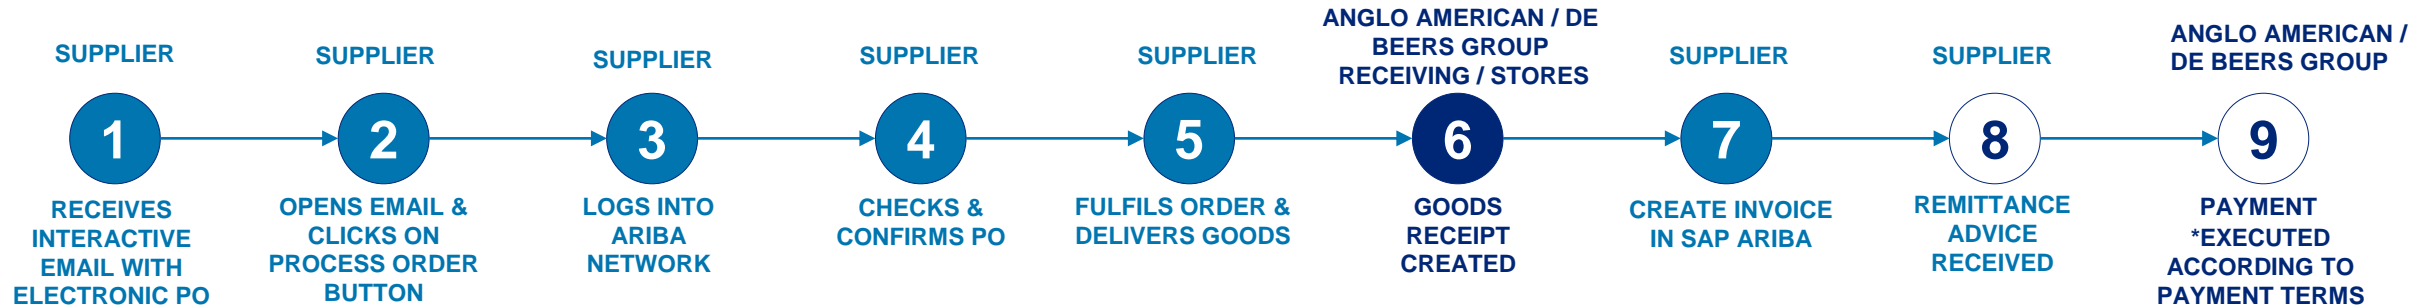 SUPPLIER
1
RECEIVES
INTERACTIVE
EMAIL WITH
ELECTRONIC PO
SUPPLIER
2
OPENS EMAIL &
CLICKS ON
PROCESS ORDER
BUTTON
SUPPLIER
3
LOGS INTO
ARIBA
NETWORK
SUPPLIER
4
CHECKS &
CONFIRMS PO
SUPPLIER
5
FULFILS ORDER &
DELIVERS GOODS
ANGLO AMERICAN / DE
BEERS GROUP
RECEIVING / STORES
6
GOODS
RECEIPT
CREATED
SUPPLIER
7
CREATE INVOICE
IN SAP ARIBA
SUPPLIER
8
REMITTANCE
ADVICE
RECEIVED
ANGLO AMERICAN /
DE BEERS GROUP
9
PAYMENT
*EXECUTED
ACCORDING TO
PAYMENT TERMS